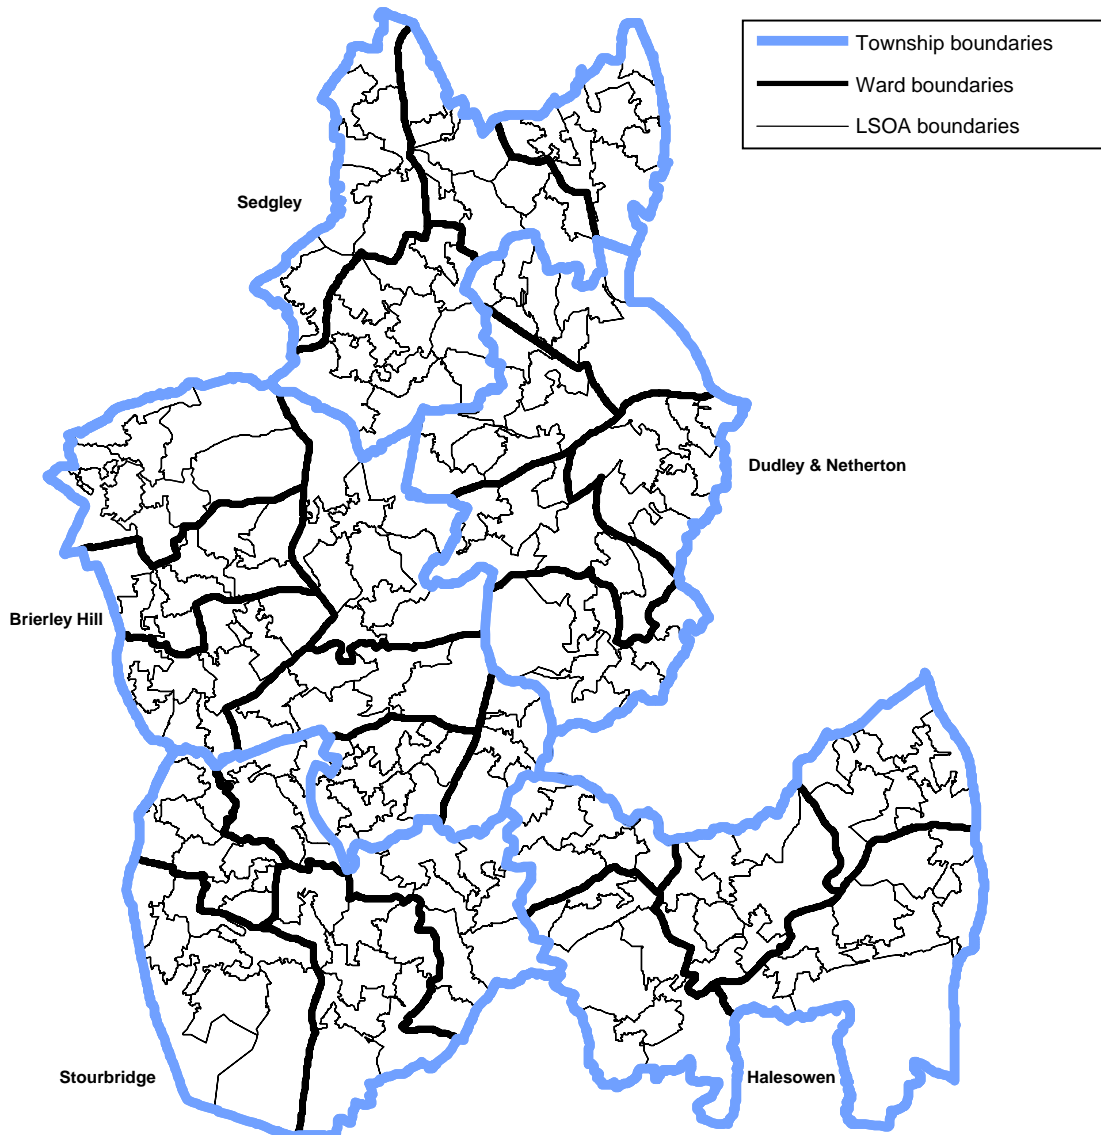 Township boundaries
Ward boundaries
LSOA boundaries
Sedgley
Dudley & Netherton
Brierley Hill
Stourbridge
Halesowen